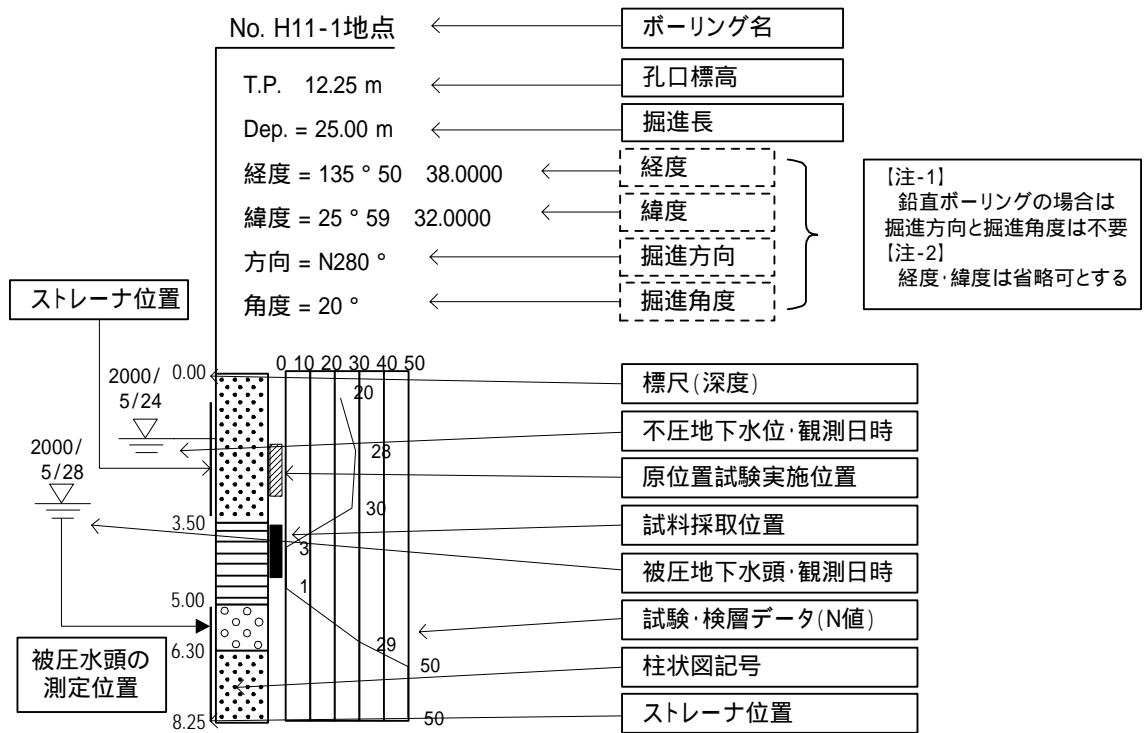 No. H11-1地点
ボーリング名
T.P. 12.25 m
孔口標高
Dep. = 25.00 m
掘進長
経度 = 135 ° 50 38.0000
経度
緯度 = 25 ° 59 32.0000
緯度
方向 = N280 °
掘進方向
角度 = 20 °
掘進角度
【注-1】
鉛直ボーリングの場合は
掘進方向と掘進角度は不要
【注-2】
経度・緯度は省略可とする
ストレーナ位置
0 10 20 30 40 50
0.00
2000/
5/24
20
標尺(深度)
不圧地下水位・観測日時
2000/
5/28
28
原位置試験実施位置
3.50
30
試料採取位置
3
被圧地下水頭・観測日時
1
5.00
試験・検層データ(N値)
6.30
29
50
被圧水頭の
測定位置
柱状図記号
8.25
50
ストレーナ位置